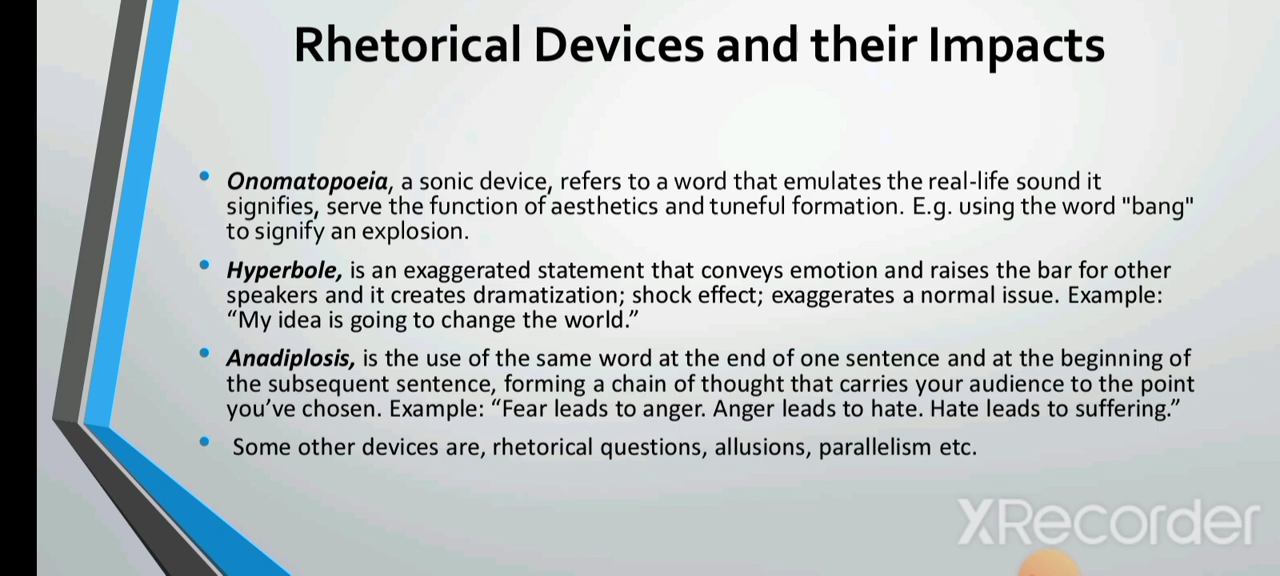 Rhetorical Devices and their Impacts
• Onomatopoeia, a sonic device, refers to a word that emulates the real-life sound it
signifies, serve the function of aesthetics and tuneful formation. E.g. using the word "bang"
to signify an explosion.
• Hyperbole, is an exaggerated statement that conveys emotion and raises the bar for other
speakers and it creates dramatization; shock effect; exaggerates a normal issue. Example:
“My idea is going to change the world.”
• Anadiplosis, is the use of the same word at the end of one sentence and at the beginning of
the subsequent sentence, forming a chain of thought that carries your audience to the point
you’ve chosen. Example: “Fear leads to anger. Anger leads to hate. Hate leads to suffering.”
• Some other devices are, rhetorical questions, allusions, parallelism etc.
XRecorder